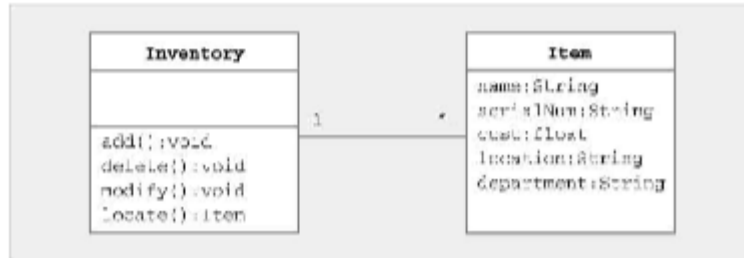 Inventory
add():void
delete():void
modify():void
locate():Item
1
*
Item
name:String
serialNum:String
cost:float
location:String
department:String